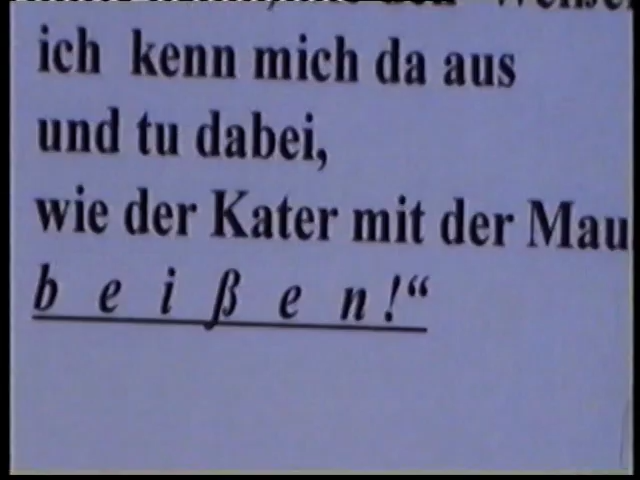 ich kenn mich da aus
und tu dabei,
wie der Kater mit der Mau
b e i ß e n !“